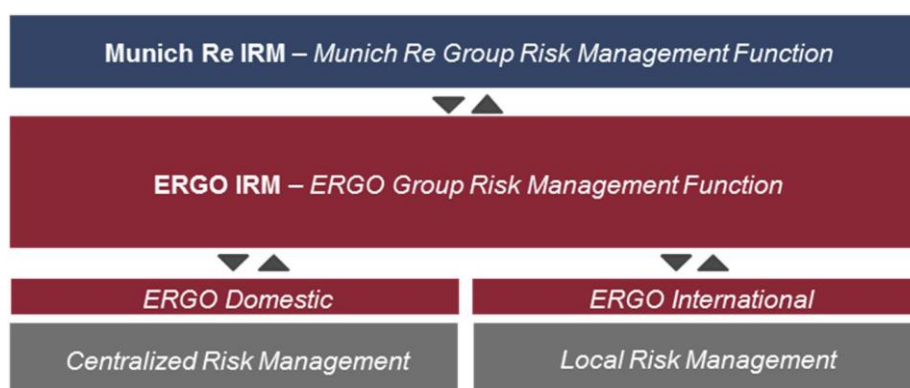 Munich Re IRM – Munich Re Group Risk Management Function
ERGO IRM – ERGO Group Risk Management Function
ERGO Domestic
ERGO International
Centralized Risk Management
Local Risk Management